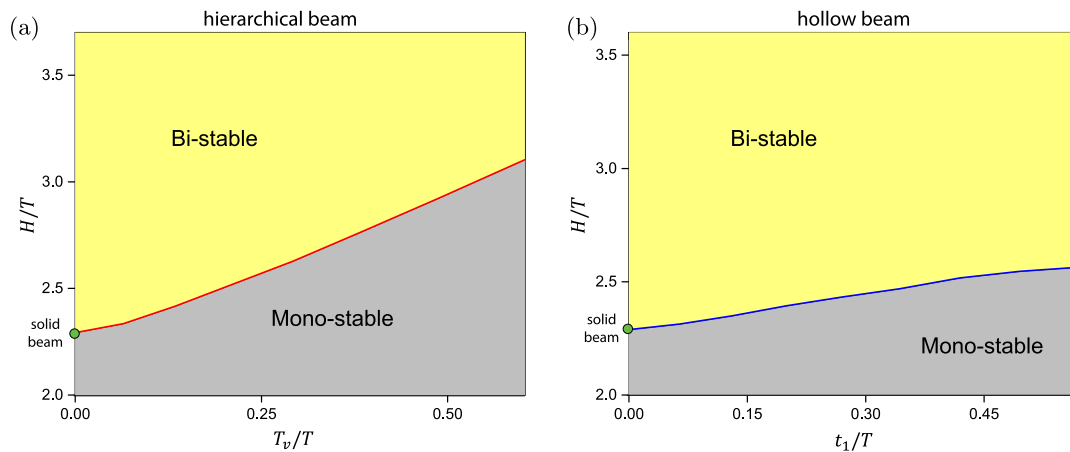 (a)
hierarchical beam
3.5
3.0
2.5
2.0
H/T
Bi-stable
Mono-stable
solid
beam
0.00
0.25
0.50
T_v/T
(b)
hollow beam
3.5
3.0
2.5
2.0
H/T
Bi-stable
Mono-stable
solid
beam
0.00
0.15
0.30
0.45
t_1/T